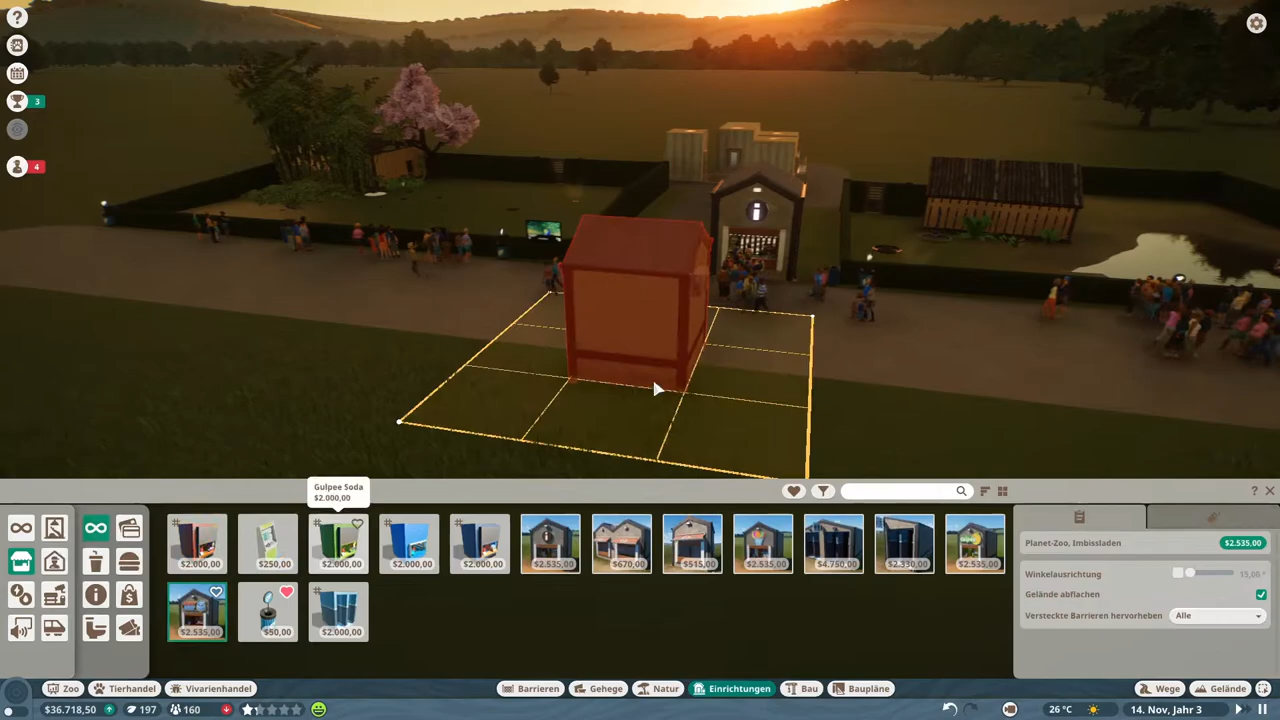 ?
3
4
Gulpee Soda
$2.000,00
? ×
$2.000,00
$250,00
$2.000,00
$2.000,00
$2.000,00
$2.535,00
$670,00
$515,00
$2.535,00
$4.750,00
$2.330,00
$2.535,00
$2.535,00
$50,00
$2.000,00
Planet-Zoo, Imbissladen
$2.535,00
Winkelausrichtung
15,00°
Gelände abflachen
Versteckte Barrieren hervorheben
Alle
Zoo
Tierhandel
Vivarienhandel
Barrieren
Gehege
Natur
Einrichtungen
Bau
Baupläne
Wege
Gelände
$36.718,50
197
160
26 °C
14. Nov, Jahr 3